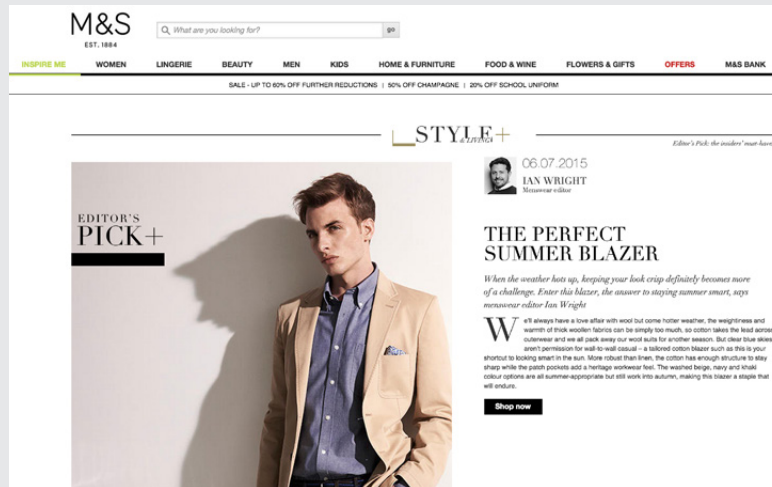 M&S
EST. 1884
What are you looking for?
go
INSPIRE ME WOMEN LINGERIE BEAUTY MEN KIDS HOME & FURNITURE FOOD & WINE FLOWERS & GIFTS OFFERS M&S BANK
SALE - UP TO 60% OFF FURTHER REDUCTIONS | 50% OFF CHAMPAGNE | 20% OFF SCHOOL UNIFORM
STYLE+
& LIVING
Editor's Pick: the insiders' must-have
06.07.2015
IAN WRIGHT
Menswear editor
EDITOR'S
PICK+
THE PERFECT
SUMMER BLAZER
When the weather hots up, keeping your look crisp definitely becomes more
of a challenge. Enter this blazer, the answer to staying summer smart, says
menswear editor Ian Wright
We'll always have a love affair with wool but come hotter weather, the weightiness and
warmth of thick woollen fabrics can be simply too much, so cotton takes the lead across
outerwear and we all pack away our wool suits for another season. But clear blue skies
aren't permission for wall-to-wall casual – a tailored cotton blazer such as this is your
shortcut to looking smart in the sun. More robust than linen, the cotton has enough structure to stay
sharp while the patch pockets add a heritage workwear feel. The washed beige, navy and khaki
colour options are all summer-appropriate but still work into autumn, making this blazer a staple that
will endure.
Shop now